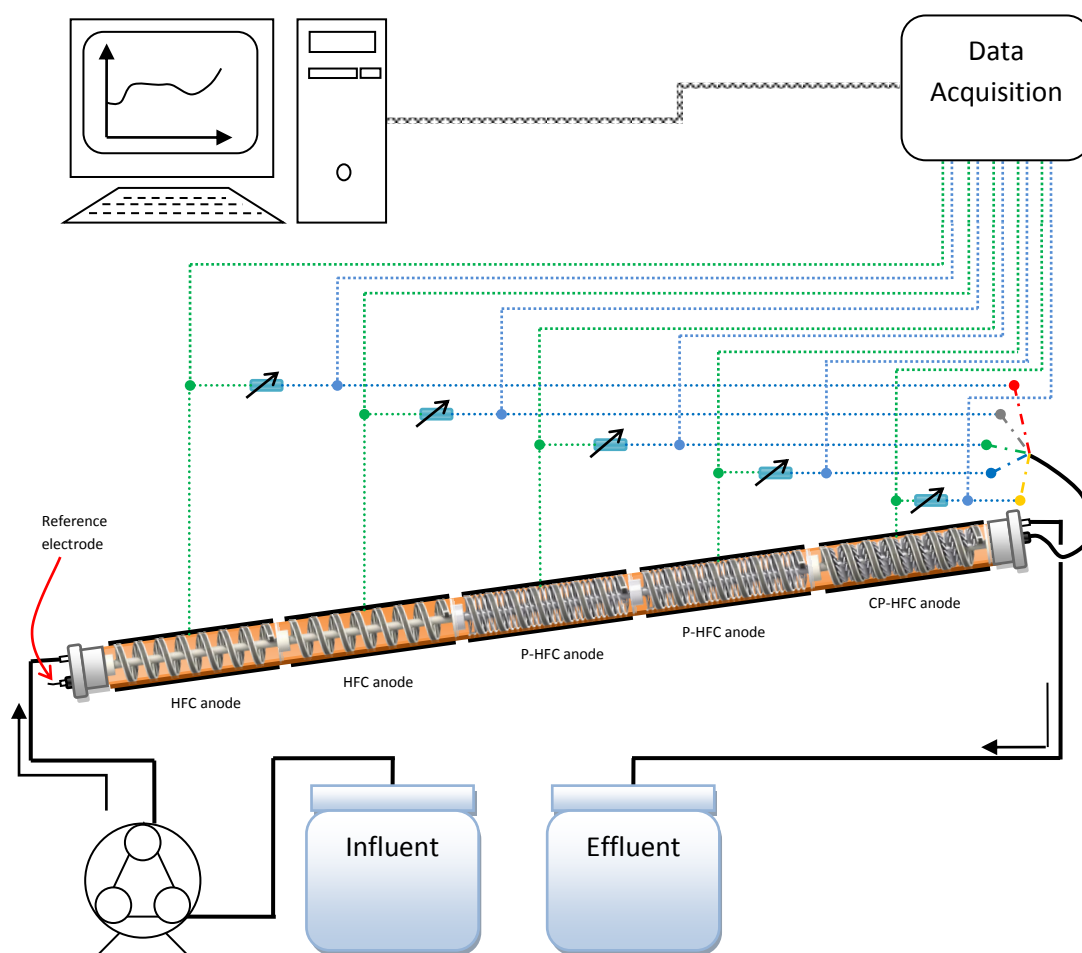 Data
Acquisition
Reference
electrode
CP-HFC anode
P-HFC anode
P-HFC anode
HFC anode
HFC anode
Influent
Effluent